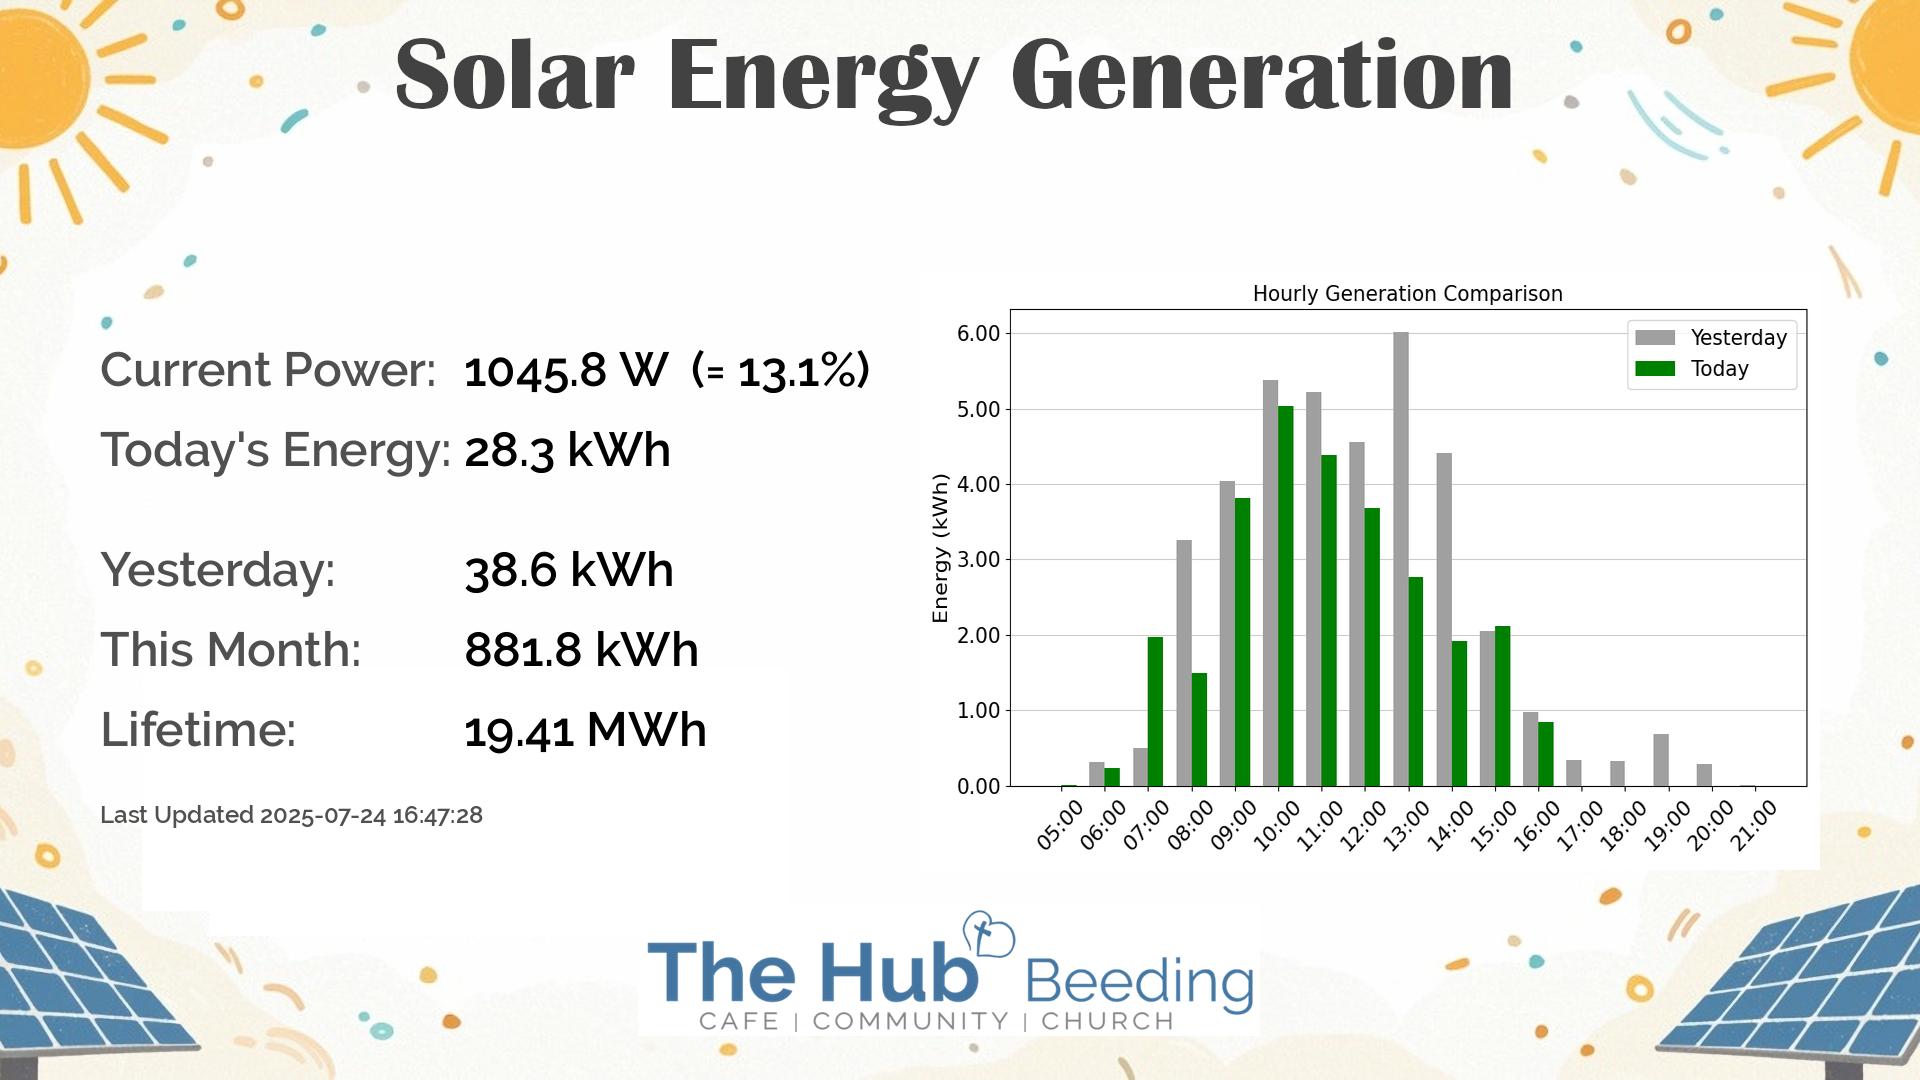 Solar Energy Generation
Current Power: 1045.8 W (= 13.1%)
Today's Energy: 28.3 kWh
Yesterday: 38.6 kWh
This Month: 881.8 kWh
Lifetime: 19.41 MWh
Last Updated 2025-07-24 16:47:28
Hourly Generation Comparison
Yesterday
Today
Energy (kWh)
6.00
5.00
4.00
3.00
2.00
1.00
0.00
05:00 06:00 07:00 08:00 09:00 10:00 11:00 12:00 13:00 14:00 15:00 16:00 17:00 18:00 19:00 20:00 21:00
The Hub Beeding
CAFE | COMMUNITY | CHURCH